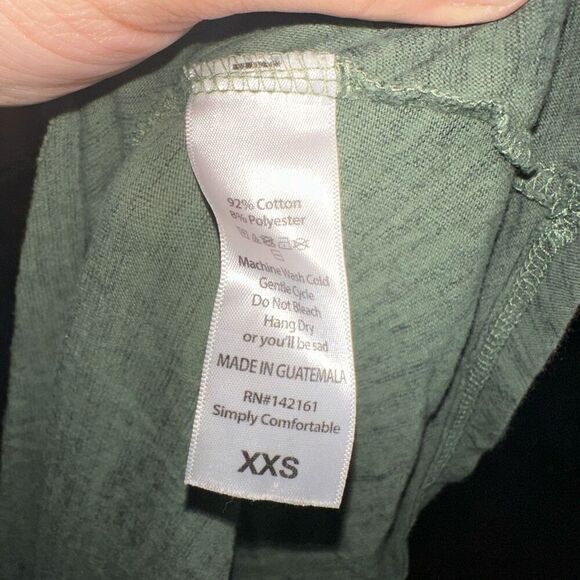 92% Cotton
8% Polyester
Machine Wash Cold
Gentle Cycle
Do Not Bleach
Hang Dry
or you'll be sad
MADE IN GUATEMALA
RN#142161
Simply Comfortable
XXS